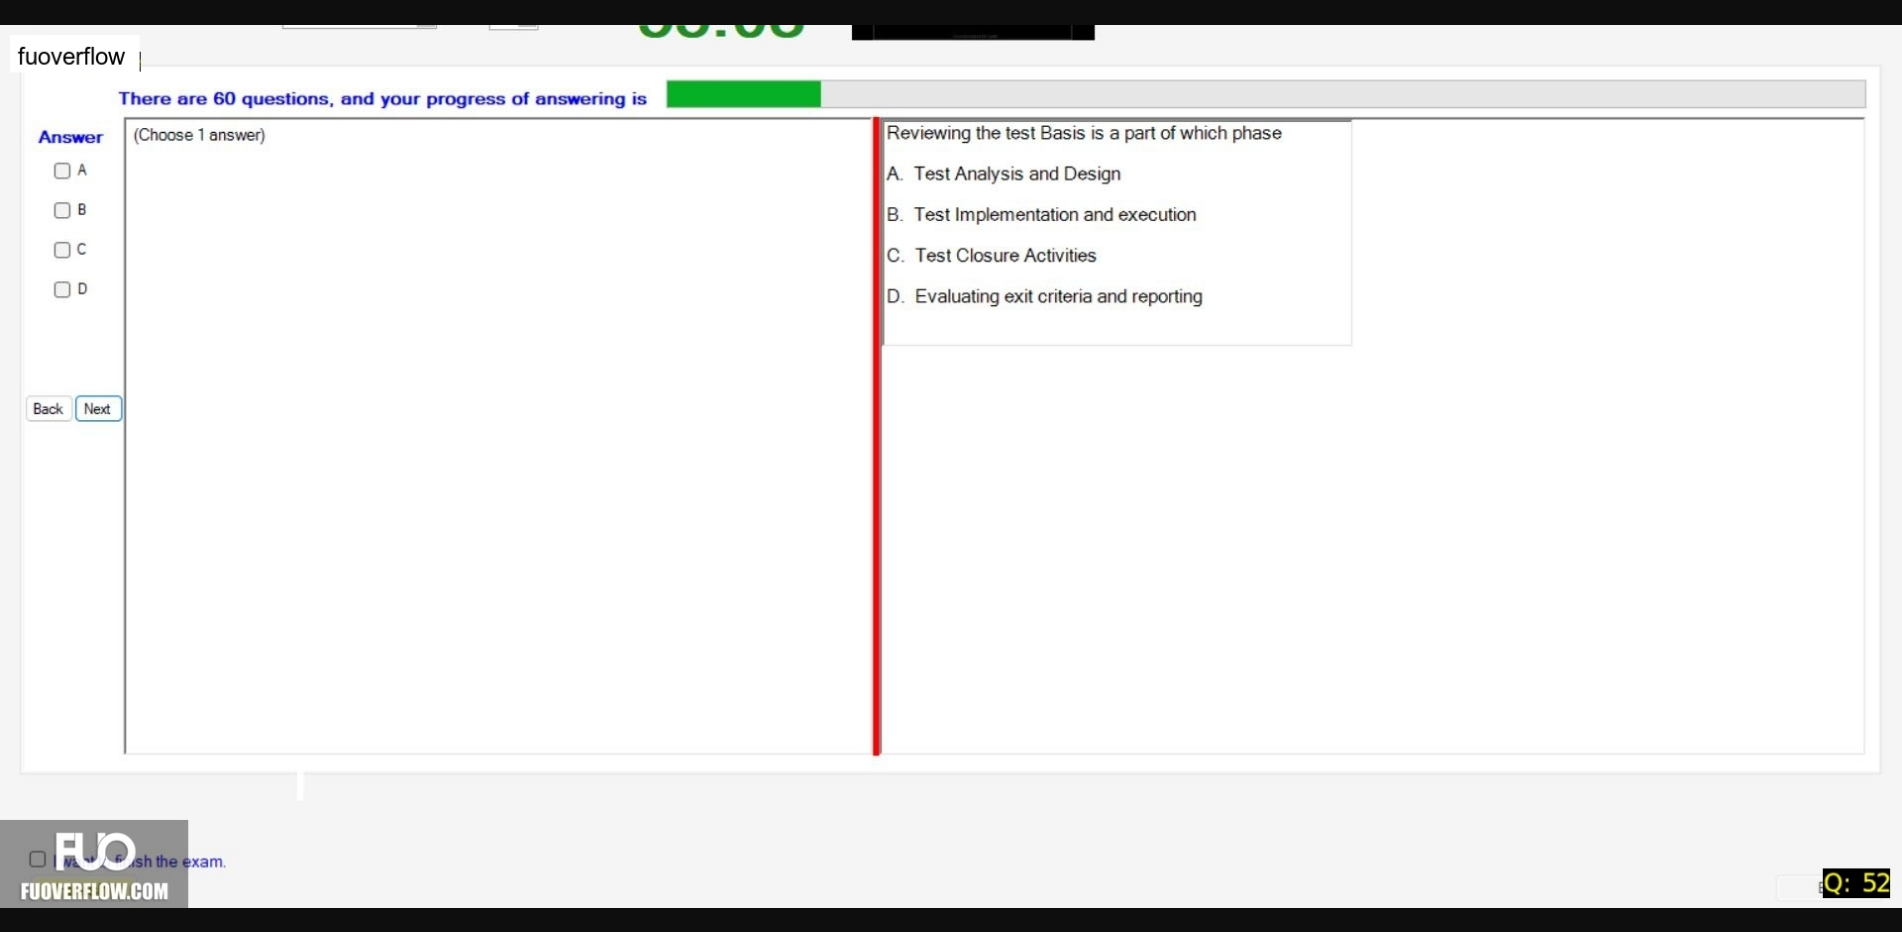 fuoverflow
There are 60 questions, and your progress of answering is
Answer
(Choose 1 answer)
A
B
C
D
Back
Next
Reviewing the test Basis is a part of which phase
A. Test Analysis and Design
B. Test Implementation and execution
C. Test Closure Activities
D. Evaluating exit criteria and reporting
FUO
the exam.
FUOVERFLOW.COM
Q: 52